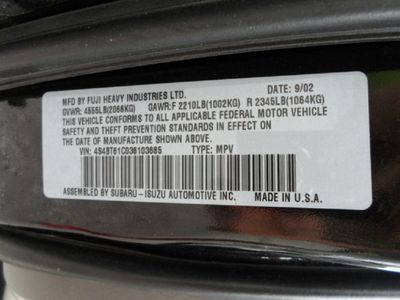 MFD BY FUJI HEAVY INDUSTRIES LTD. DATE: 9/02
GVWR: 4555LB(2066KG) GAWR:F 2210LB(1002KG) R 2345LB(1064KG)
THIS VEHICLE CONFORMS TO ALL APPLICABLE FEDERAL MOTOR VEHICLE
SAFETY AND THEFT PREVENTION STANDARDS IN EFFECT ON THE
DATE OF MANUFACTURE SHOWN ABOVE.
VIN: 4S4BT61C036103685 TYPE: MPV
ASSEMBLED BY SUBARU-ISUZU AUTOMOTIVE INC. MADE IN U.S.A.